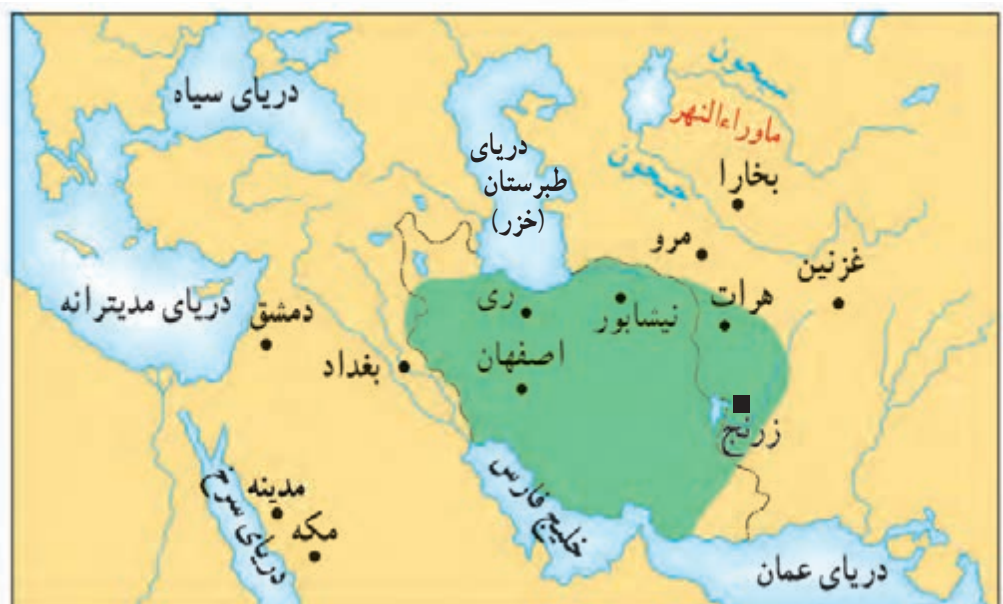 دریای سیاه
دریای
طبرستان
(خزر)
سیحون
ماوراءالنهر
جیحون
بخارا
مرو
غزنین
هرات
نیشابور
ری
اصفهان
زرنج
دریای مدیترانه
دمشق
بغداد
مدینه
مکه
دریای سرخ
خلیج فارس
دریای عمان